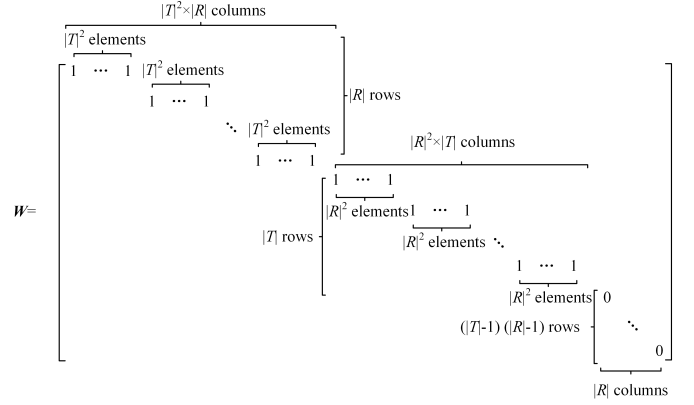 |T|²×|R| columns
|T|² elements
1 ··· 1 |T|² elements
1 ··· 1
|R| rows
⋱ |T|² elements
1 ··· 1
|R|²×|T| columns
1 ··· 1
W=
|R|² elements 1 ··· 1
|T| rows
|R|² elements ⋱
1 ··· 1
|R|² elements 0
(|T|-1) (|R|-1) rows ⋱
0
|R| columns